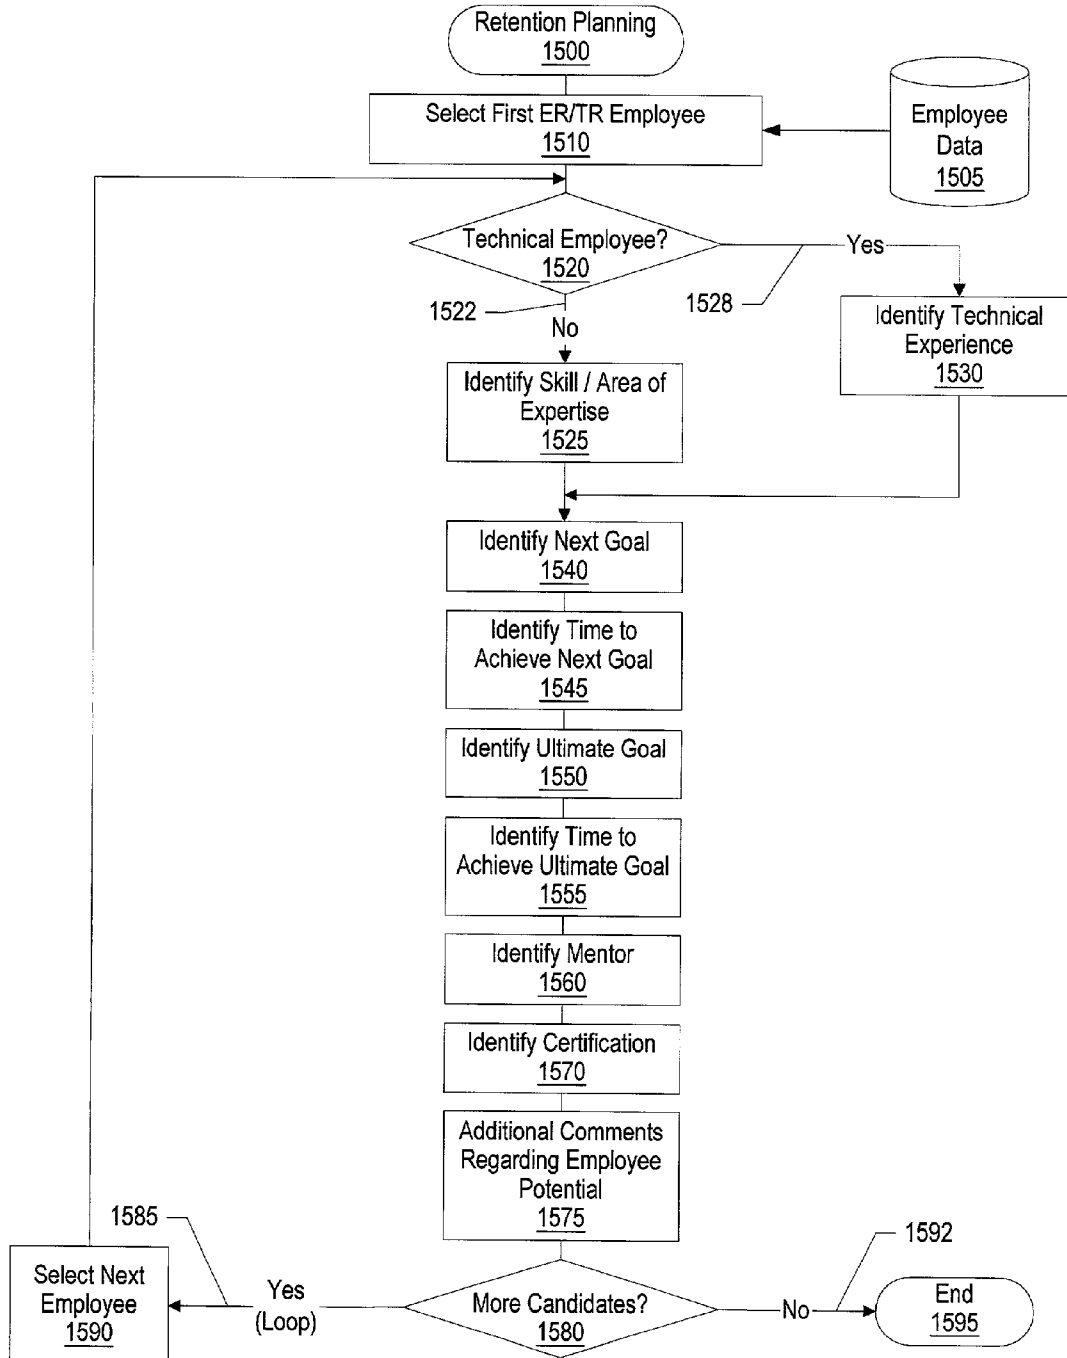 Retention Planning
1500
Select First ER/TR Employee
1510
Employee
Data
1505
Technical Employee?
1520
Yes
1528
1522
No
Identify Technical
Experience
1530
Identify Skill / Area of
Expertise
1525
Identify Next Goal
1540
Identify Time to
Achieve Next Goal
1545
Identify Ultimate Goal
1550
Identify Time to
Achieve Ultimate Goal
1555
Identify Mentor
1560
Identify Certification
1570
Additional Comments
Regarding Employee
Potential
1575
1585
1592
Select Next
Employee
1590
Yes
(Loop)
More Candidates?
1580
No
End
1595